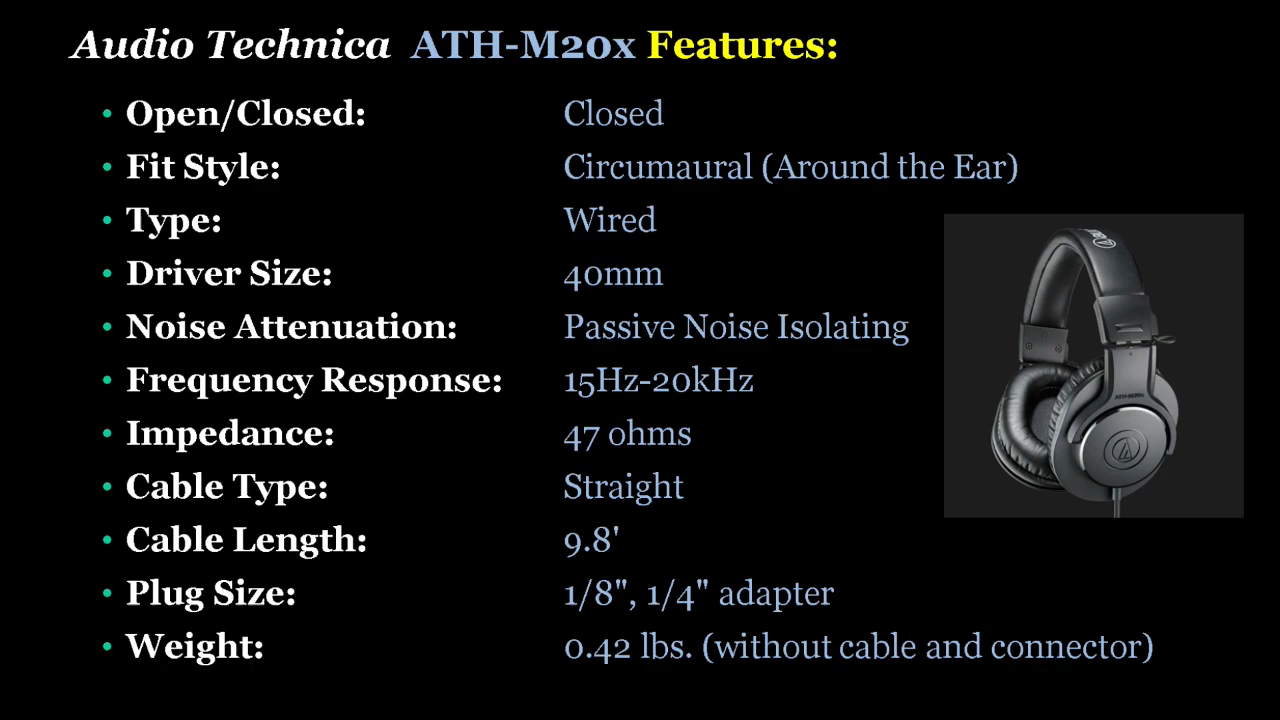 Audio Technica ATH-M20x Features:
• Open/Closed: Closed
• Fit Style: Circumaural (Around the Ear)
• Type: Wired
• Driver Size: 40mm
• Noise Attenuation: Passive Noise Isolating
• Frequency Response: 15Hz-20kHz
• Impedance: 47 ohms
• Cable Type: Straight
• Cable Length: 9.8'
• Plug Size: 1/8", 1/4" adapter
• Weight: 0.42 lbs. (without cable and connector)
ATH-M20x